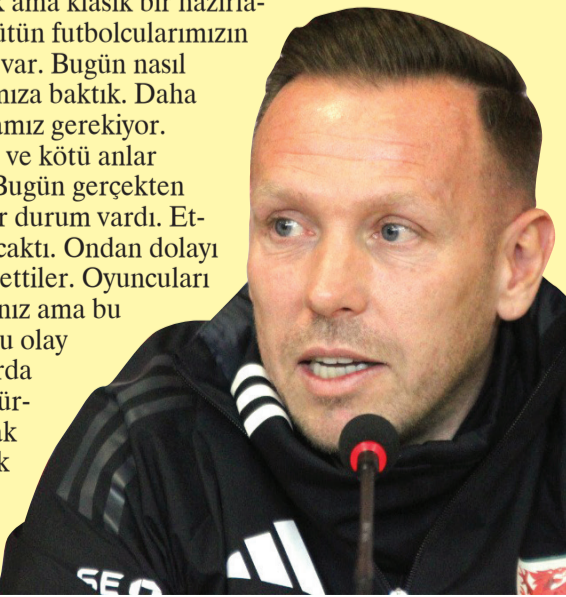 k ama klasik bir hazırla-
ütün futbolcularımızın
var. Bugün nasıl
mıza baktık. Daha
amız gerekiyor.
ve kötü anlar
Bugün gerçekten
r durum vardı. Et-
caktı. Ondan dolayı
ettiler. Oyuncuları
nız ama bu
u olay
rda
ür-
ak
k